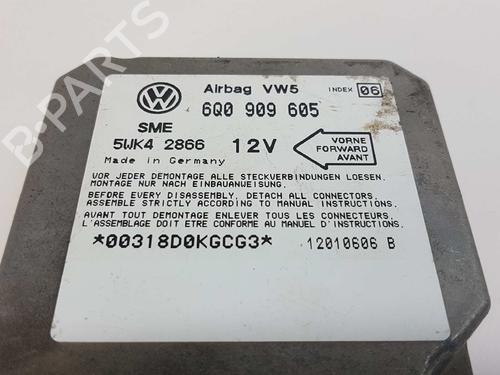 B-PARTS
Airbag VW5
INDEX 06
6Q0 909 605
SME
5WK4 2866
12V
VORNE
FORWARD
AVANT
Made in Germany
VOR JEDER DEMONTAGE ALLE STECKVERBINDUNGEN LOESEN.
MONTAGE NUR NACH EINBAUANWEISUNG.
BEFORE EVERY DISASSEMBLY, DETACH ALL CONNECTORS.
ASSEMBLE STRICTLY ACCORDING TO MANUAL INSTRUCTIONS.
AVANT TOUT DEMONTAGE ENLEVER TOUS LES CONNECTEURS.
L'ASSEMBLAGE DOIT ETRE CONFORME AU MANUEL D'INSTRUCTIONS.
*00318D0KGCG3*
12010606 B